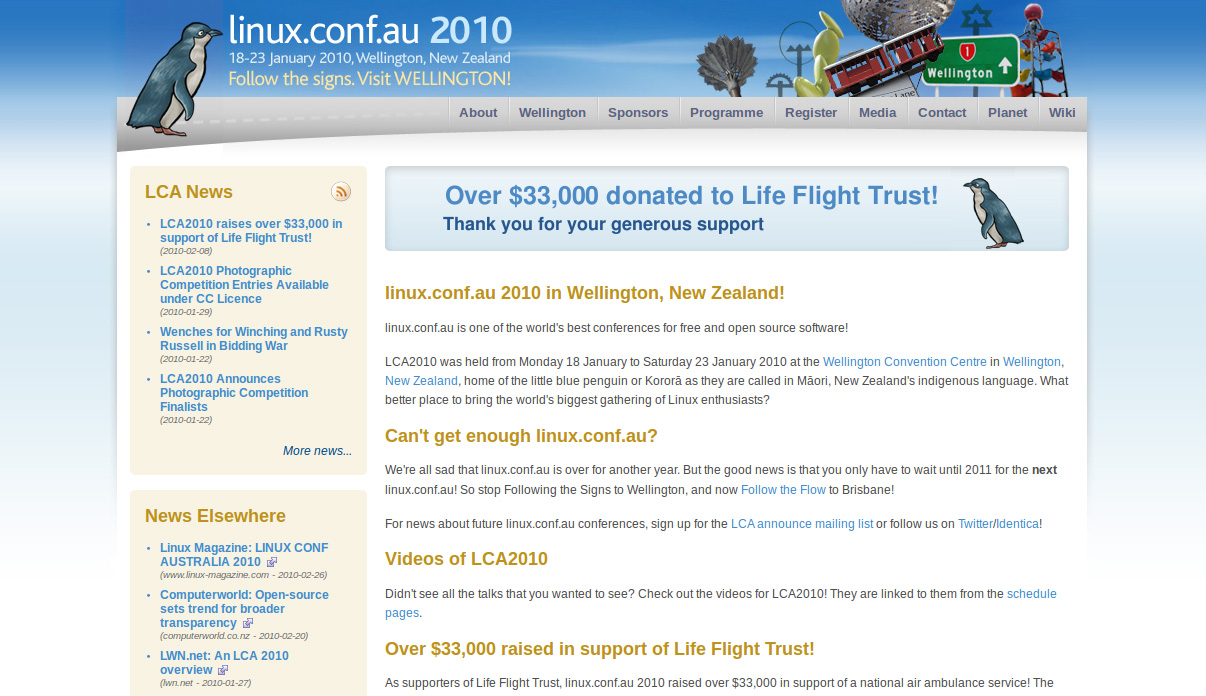 linux.conf.au 2010
18-23 January 2010, Wellington, New Zealand
Follow the signs. Visit WELLINGTON!
1
Wellington
Lane
About Wellington Sponsors Programme Register Media Contact Planet Wiki
LCA News
• LCA2010 raises over $33,000 in
support of Life Flight Trust!
(2010-02-08)
• LCA2010 Photographic
Competition Entries Available
under CC Licence
(2010-01-29)
• Wenches for Winching and Rusty
Russell in Bidding War
(2010-01-22)
• LCA2010 Announces
Photographic Competition
Finalists
(2010-01-22)
More news...
News Elsewhere
• Linux Magazine: LINUX CONF
AUSTRALIA 2010
(www.linux-magazine.com - 2010-02-26)
• Computerworld: Open-source
sets trend for broader
transparency
(computerworld.co.nz - 2010-02-20)
• LWN.net: An LCA 2010
overview
(lwn.net - 2010-01-27)
Over $33,000 donated to Life Flight Trust!
Thank you for your generous support
linux.conf.au 2010 in Wellington, New Zealand!
linux.conf.au is one of the world's best conferences for free and open source software!
LCA2010 was held from Monday 18 January to Saturday 23 January 2010 at the Wellington Convention Centre in Wellington,
New Zealand, home of the little blue penguin or Kororā as they are called in Māori, New Zealand's indigenous language. What
better place to bring the world's biggest gathering of Linux enthusiasts?
Can't get enough linux.conf.au?
We're all sad that linux.conf.au is over for another year. But the good news is that you only have to wait until 2011 for the next
linux.conf.au! So stop Following the Signs to Wellington, and now Follow the Flow to Brisbane!
For news about future linux.conf.au conferences, sign up for the LCA announce mailing list or follow us on Twitter/Identica!
Videos of LCA2010
Didn't see all the talks that you wanted to see? Check out the videos for LCA2010! They are linked to them from the schedule
pages.
Over $33,000 raised in support of Life Flight Trust!
As supporters of Life Flight Trust, linux.conf.au 2010 raised over $33,000 in support of a national air ambulance service! The